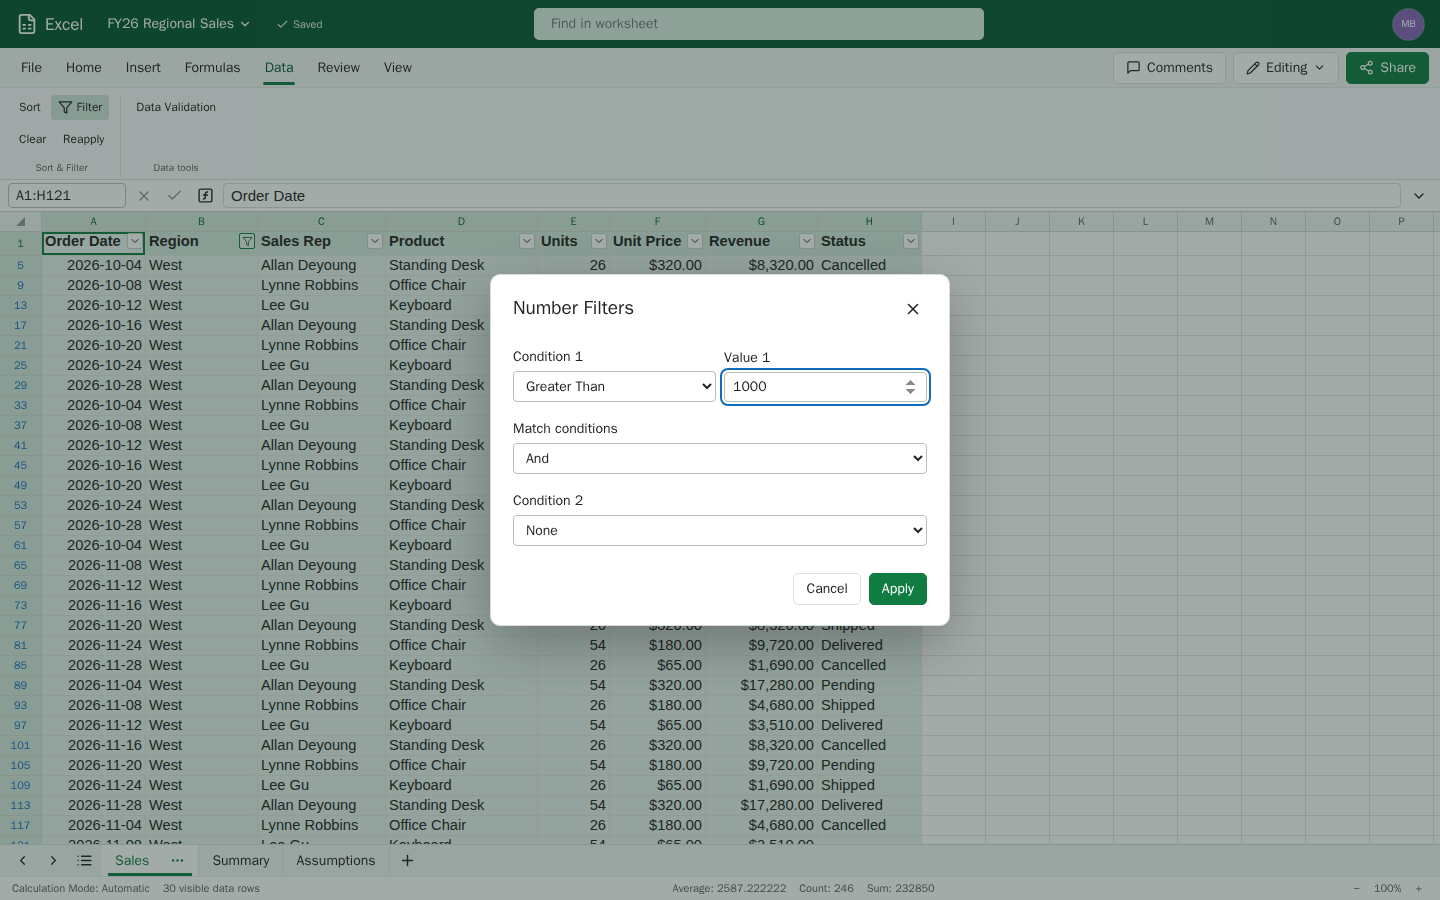 Excel
FY26 Regional Sales
Saved
Find in worksheet
MB
File Home Insert Formulas Data Review View
Comments Editing Share
Sort Filter Data Validation
Clear Reapply
Sort & Filter Data tools
A1:H121 Order Date
A B C D E F G H I J K L M N O P
1 Order Date Region Sales Rep Product Units Unit Price Revenue Status
5 2026-10-04 West Allan Deyoung Standing Desk 26 $320.00 $8,320.00 Cancelled
9 2026-10-08 West Lynne Robbins Office Chair
13 2026-10-12 West Lee Gu Keyboard
17 2026-10-16 West Allan Deyoung Standing Desk
21 2026-10-20 West Lynne Robbins Office Chair
25 2026-10-24 West Lee Gu Keyboard
29 2026-10-28 West Allan Deyoung Standing Desk
33 2026-10-04 West Lynne Robbins Office Chair
37 2026-10-08 West Lee Gu Keyboard
41 2026-10-12 West Allan Deyoung Standing Desk
45 2026-10-16 West Lynne Robbins Office Chair
49 2026-10-20 West Lee Gu Keyboard
53 2026-10-24 West Allan Deyoung Standing Desk
57 2026-10-28 West Lynne Robbins Office Chair
61 2026-10-04 West Lee Gu Keyboard
65 2026-11-08 West Allan Deyoung Standing Desk
69 2026-11-12 West Lynne Robbins Office Chair
73 2026-11-16 West Lee Gu Keyboard
77 2026-11-20 West Allan Deyoung Standing Desk 26 $320.00 $8,320.00 Shipped
81 2026-11-24 West Lynne Robbins Office Chair 54 $180.00 $9,720.00 Delivered
85 2026-11-28 West Lee Gu Keyboard 26 $65.00 $1,690.00 Cancelled
89 2026-11-04 West Allan Deyoung Standing Desk 54 $320.00 $17,280.00 Pending
93 2026-11-08 West Lynne Robbins Office Chair 26 $180.00 $4,680.00 Shipped
97 2026-11-12 West Lee Gu Keyboard 54 $65.00 $3,510.00 Delivered
101 2026-11-16 West Allan Deyoung Standing Desk 26 $320.00 $8,320.00 Cancelled
105 2026-11-20 West Lynne Robbins Office Chair 54 $180.00 $9,720.00 Pending
109 2026-11-24 West Lee Gu Keyboard 26 $65.00 $1,690.00 Shipped
113 2026-11-28 West Allan Deyoung Standing Desk 54 $320.00 $17,280.00 Delivered
117 2026-11-04 West Lynne Robbins Office Chair 26 $180.00 $4,680.00 Cancelled
121 2026-11-08 West Lee Gu Keyboard 54 $65.00 $3,510.00
Number Filters
Condition 1 Value 1
Greater Than 1000
Match conditions
And
Condition 2
None
Cancel Apply
Sales Summary Assumptions
Calculation Mode: Automatic 30 visible data rows Average: 2587.222222 Count: 246 Sum: 232850 − 100% +